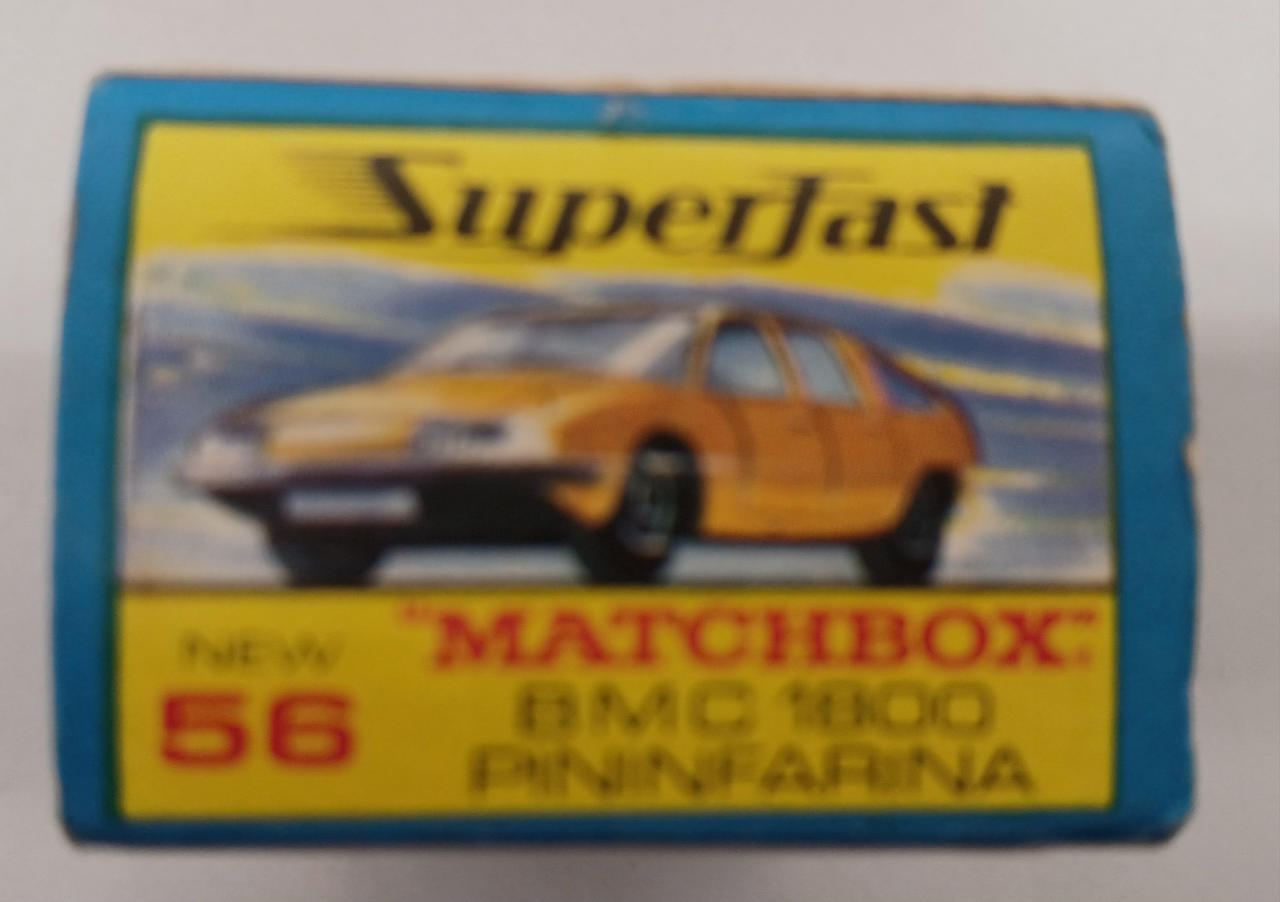 Superfast
"MATCHBOX"
NEW
56
BMC 1800
PININFARINA